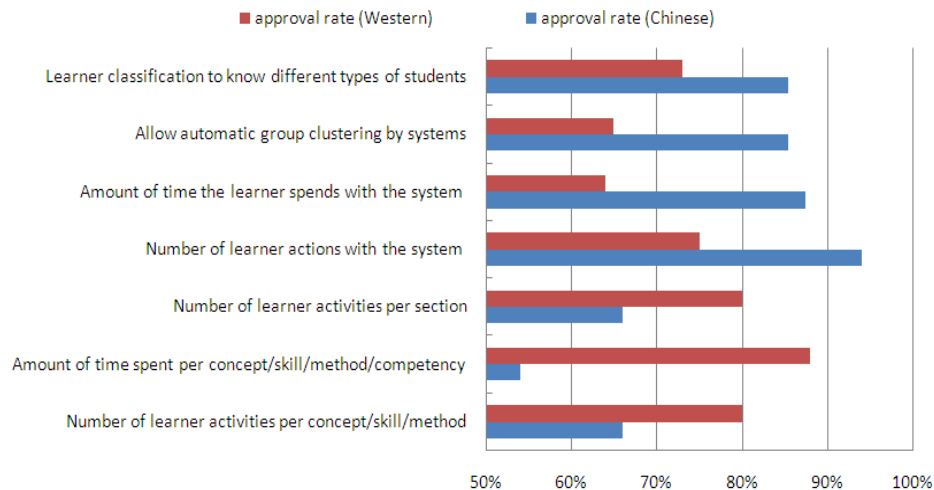 approval rate (Western) approval rate (Chinese)
Learner classification to know different types of students
Allow automatic group clustering by systems
Amount of time the learner spends with the system
Number of learner actions with the system
Number of learner activities per section
Amount of time spent per concept/skill/method/competency
Number of learner activities per concept/skill/method
50% 60% 70% 80% 90% 100%